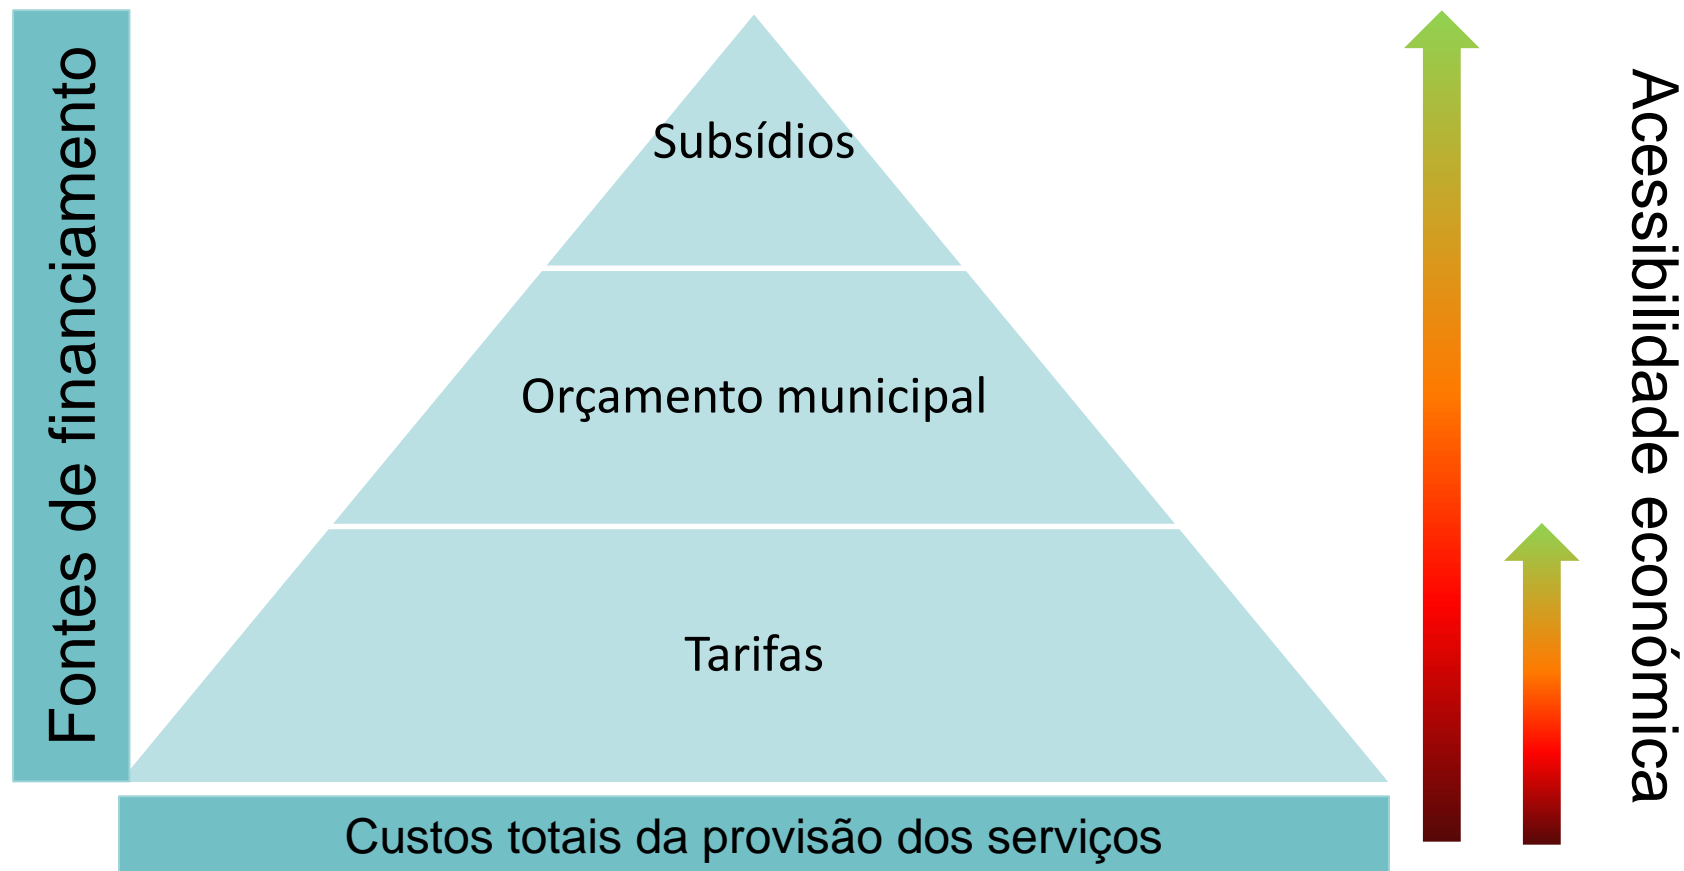 Fontes de financiamento
Subsídios
Orçamento municipal
Tarifas
Custos totais da provisão dos serviços
Acessibilidade económica